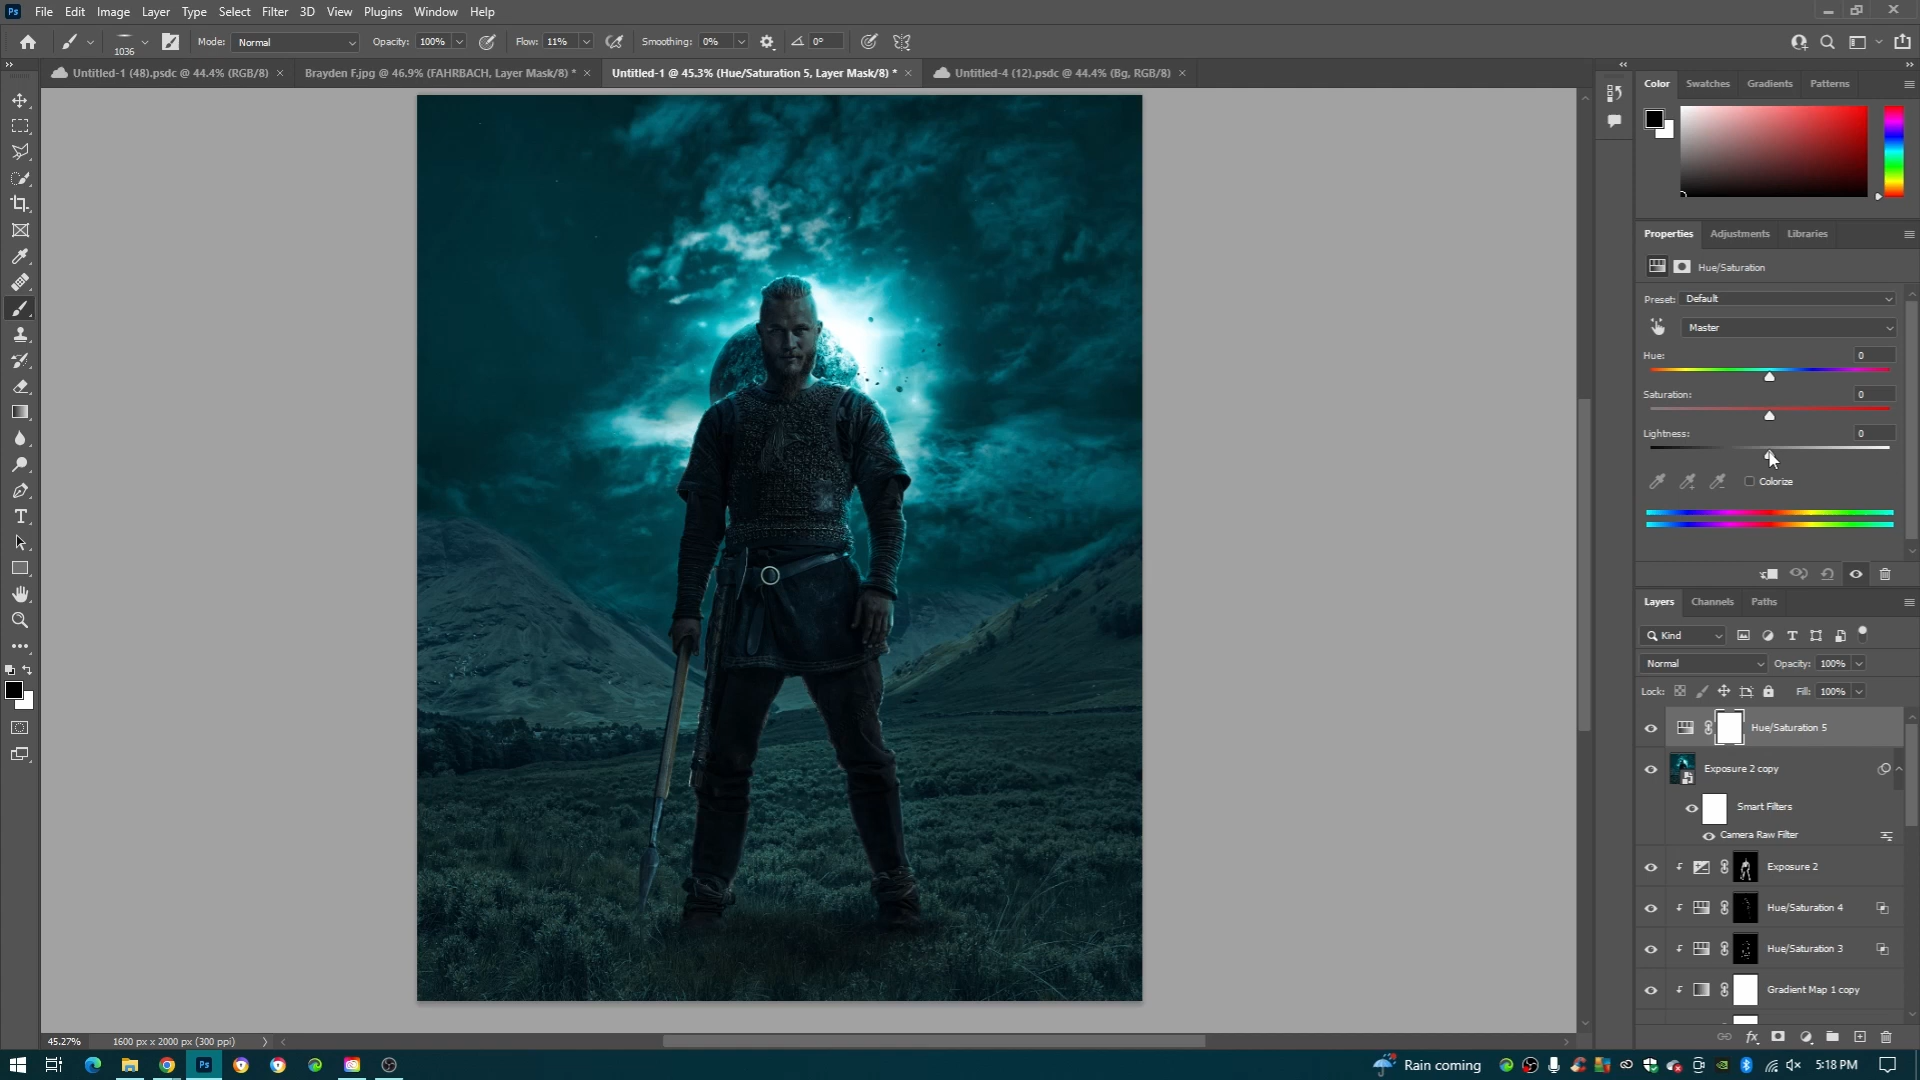 Ps File Edit Image Layer Type Select Filter 3D View Plugins Window Help
1036 Mode: Normal Opacity: 100% Flow: 11% Smoothing: 0% 0°
Untitled-1 (48).psdc @ 44.4% (RGB/8) × Brayden F.jpg @ 46.9% (FAHRBACH, Layer Mask/8) * × Untitled-1 @ 45.3% (Hue/Saturation 5, Layer Mask/8) * × Untitled-4 (12).psdc @ 44.4% (Bg, RGB/8) ×
Color Swatches Gradients Patterns
Properties Adjustments Libraries
Hue/Saturation
Preset: Default
Master
Hue: 0
Saturation: 0
Lightness: 0
Colorize
Layers Channels Paths
Kind
Normal Opacity: 100%
Lock: Fill: 100%
Hue/Saturation 5
Exposure 2 copy
Smart Filters
Camera Raw Filter
Exposure 2
Hue/Saturation 4
Hue/Saturation 3
Gradient Map 1 copy
45.27% 1600 px x 2000 px (300 ppi)
Ps Rain coming 5:18 PM